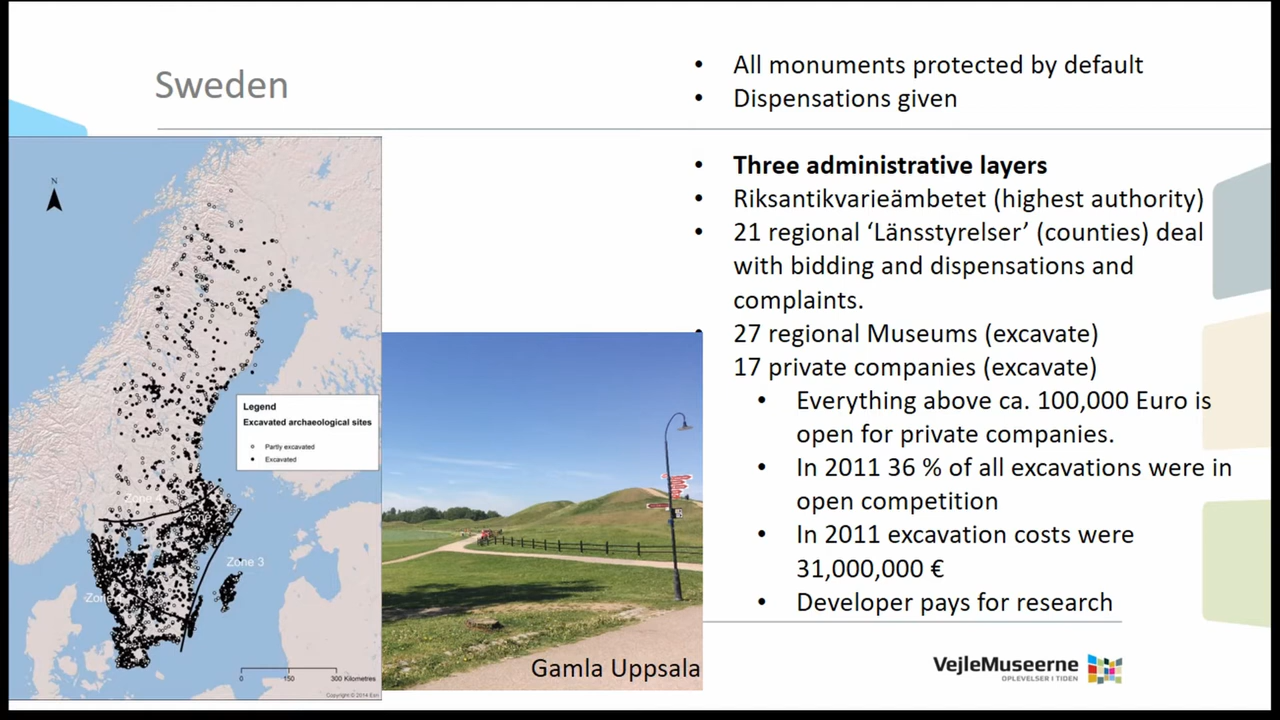 Sweden
• All monuments protected by default
• Dispensations given
• Three administrative layers
• Riksantikvarieämbetet (highest authority)
• 21 regional ‘Länsstyrelser’ (counties) deal
with bidding and dispensations and
complaints.
• 27 regional Museums (excavate)
17 private companies (excavate)
• Everything above ca. 100,000 Euro is
open for private companies.
• In 2011 36 % of all excavations were in
open competition
• In 2011 excavation costs were
31,000,000 €
• Developer pays for research
N
Legend
Excavated archaeological sites
Partly excavated
Excavated
Zone 3
Zone
0 150 300 Kilometres
Copyright © 2014 Esri
Gamla Uppsala
VejleMuseerne
OPLEVELSER I TIDEN